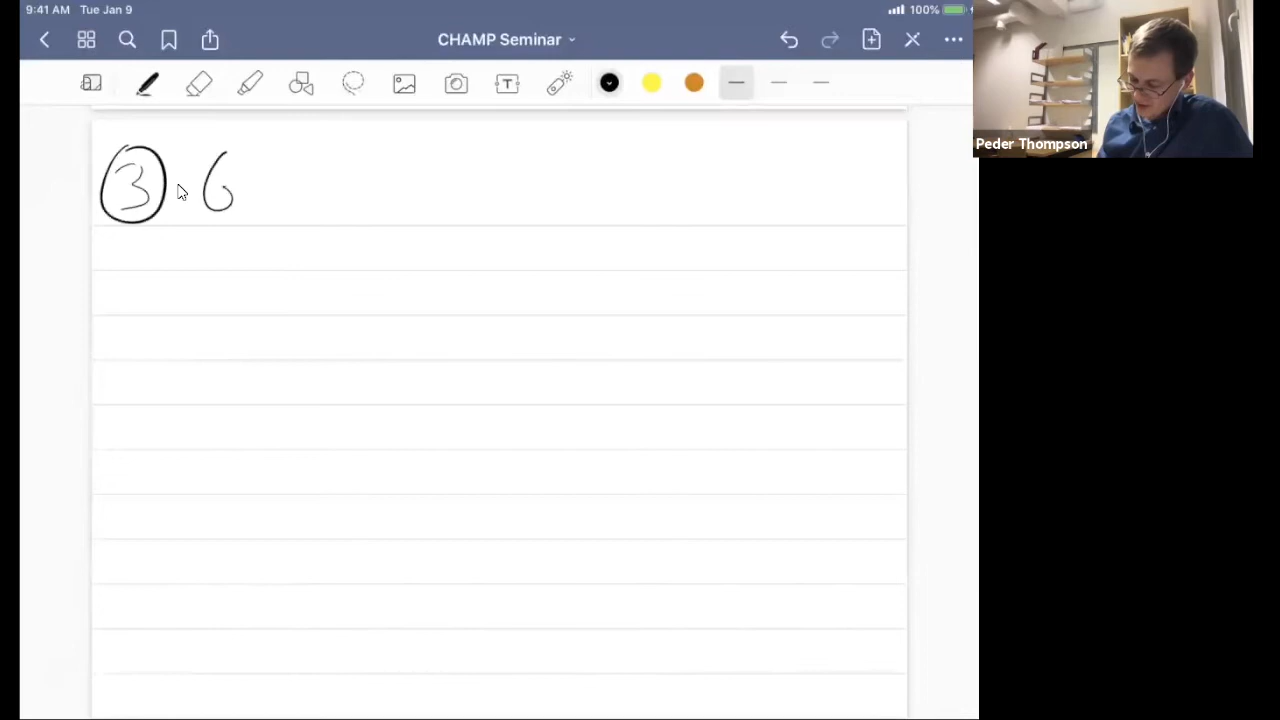 9:41 AM Tue Jan 9
100%
CHAMP Seminar
T
3 . 6
Peder Thompson